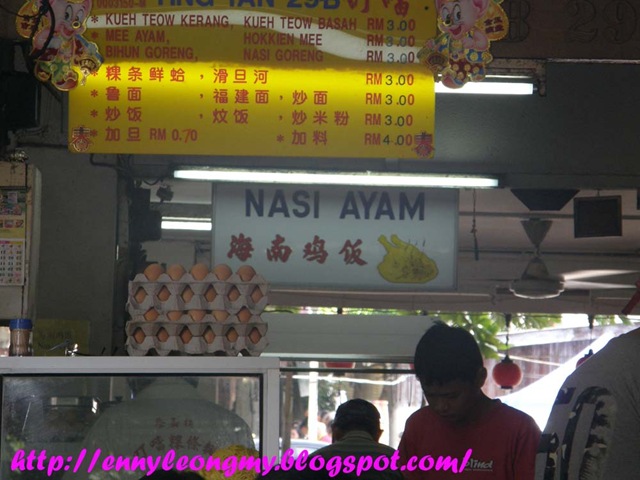 YING YAN 29-B
* KUEH TEOW KERANG, KUEH TEOW BASAH RM 3.00
* MEE AYAM, HOKKIEN MEE RM 3.00
BIHUN GORENG, NASI GORENG RM 3.00
* 粿条鲜蛤，滑旦河 RM 3.00
* 鲁面，福建面，炒面 RM 3.00
* 炒饭，炆饭，炒米粉 RM 3.00
* 加旦 RM 0.70 * 加料 RM 4.00
NASI AYAM
海南鸡饭
http://ennyleongmy.blogspot.com/